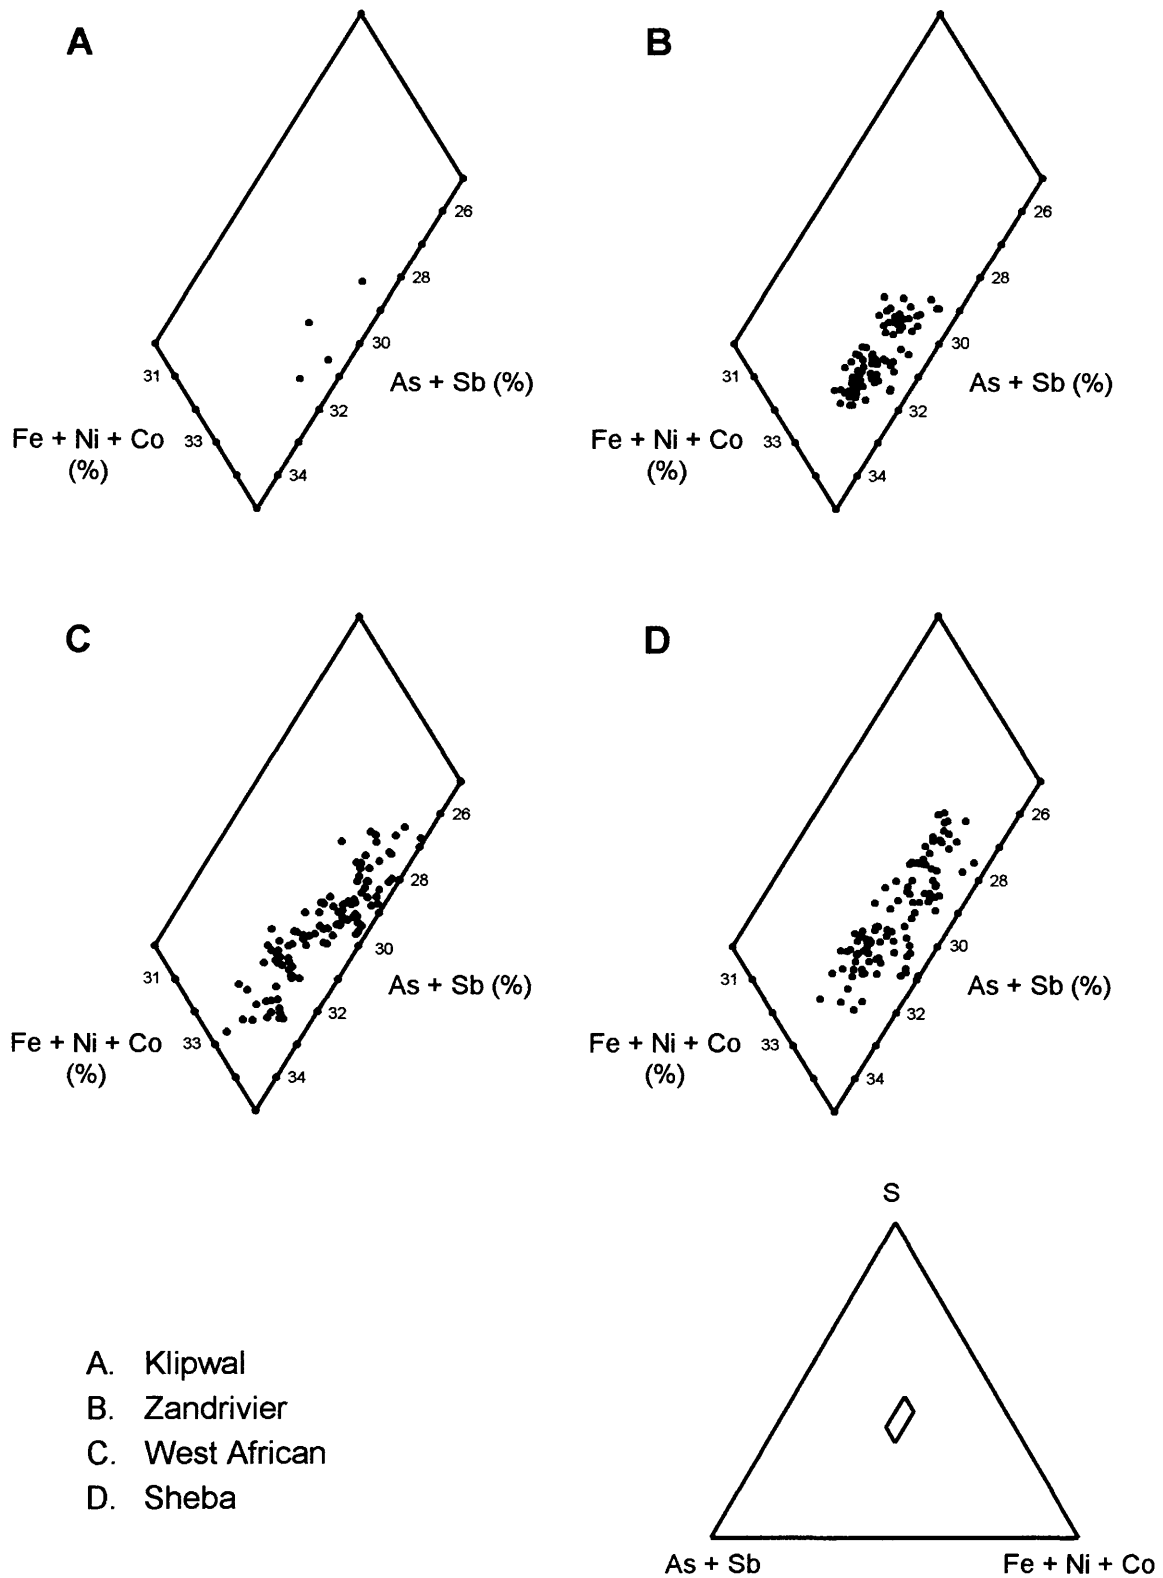 A
26
28
30
31
As + Sb (%)
32
Fe + Ni + Co
33
(%)
34
B
26
28
30
31
As + Sb (%)
32
Fe + Ni + Co
33
(%)
34
C
26
28
30
31
As + Sb (%)
32
Fe + Ni + Co
33
(%)
34
D
26
28
30
31
As + Sb (%)
32
Fe + Ni + Co
33
(%)
34
S
As + Sb
Fe + Ni + Co
A. Klipwal
B. Zandrivier
C. West African
D. Sheba